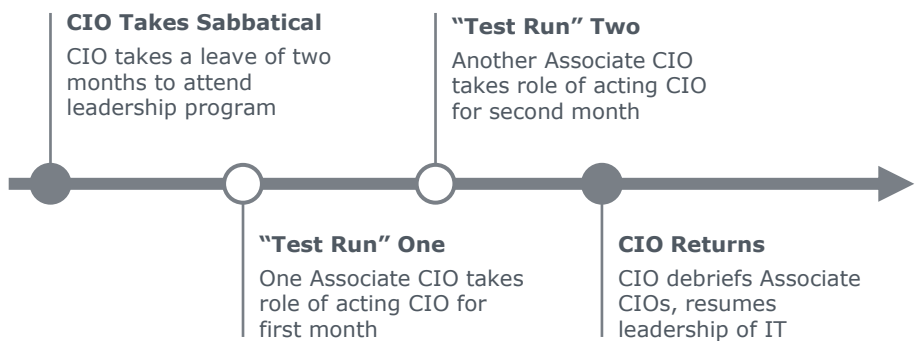 CIO Takes Sabbatical
CIO takes a leave of two
months to attend
leadership program
“Test Run” One
One Associate CIO takes
role of acting CIO for
first month
“Test Run” Two
Another Associate CIO
takes role of acting CIO
for second month
CIO Returns
CIO debriefs Associate
CIOs, resumes
leadership of IT